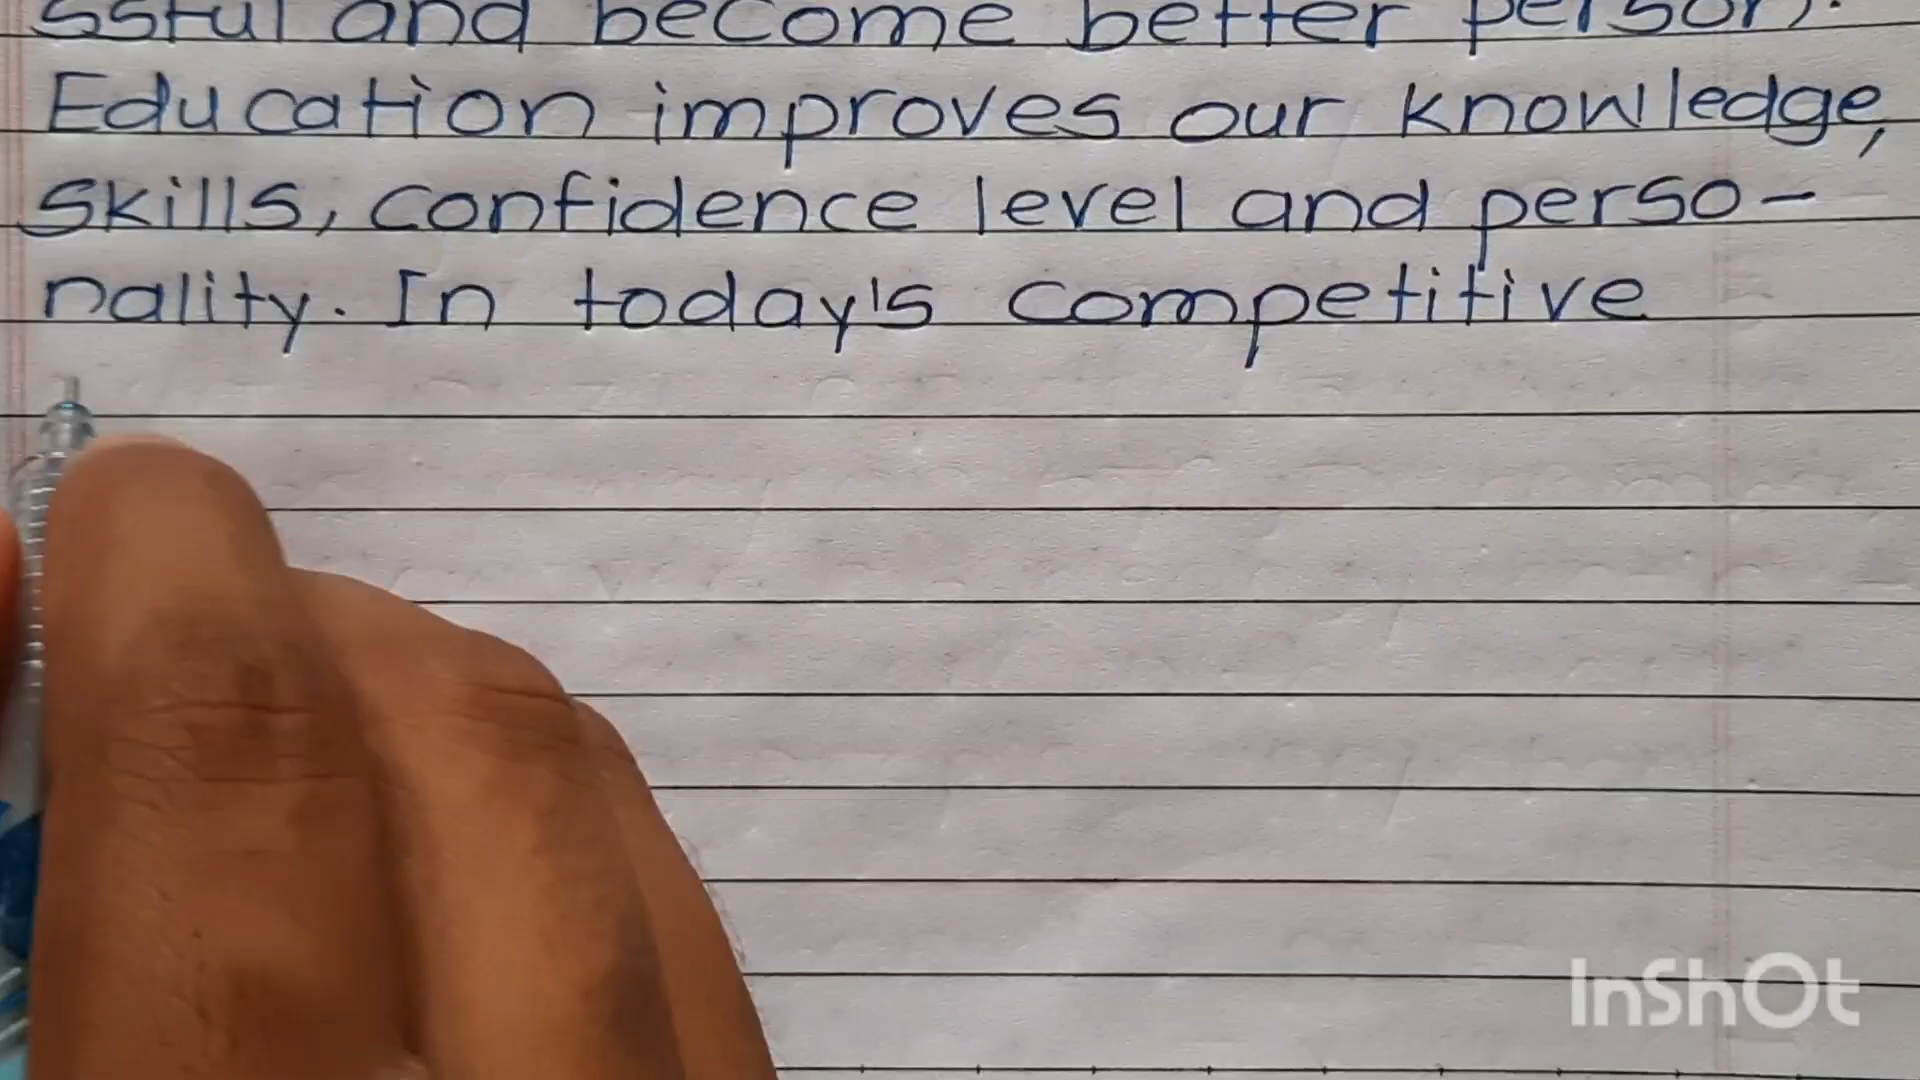 ssful and become better person.
Education improves our knowledge,
skills, confidence level and perso-
nality. In today's competitive
InShOt